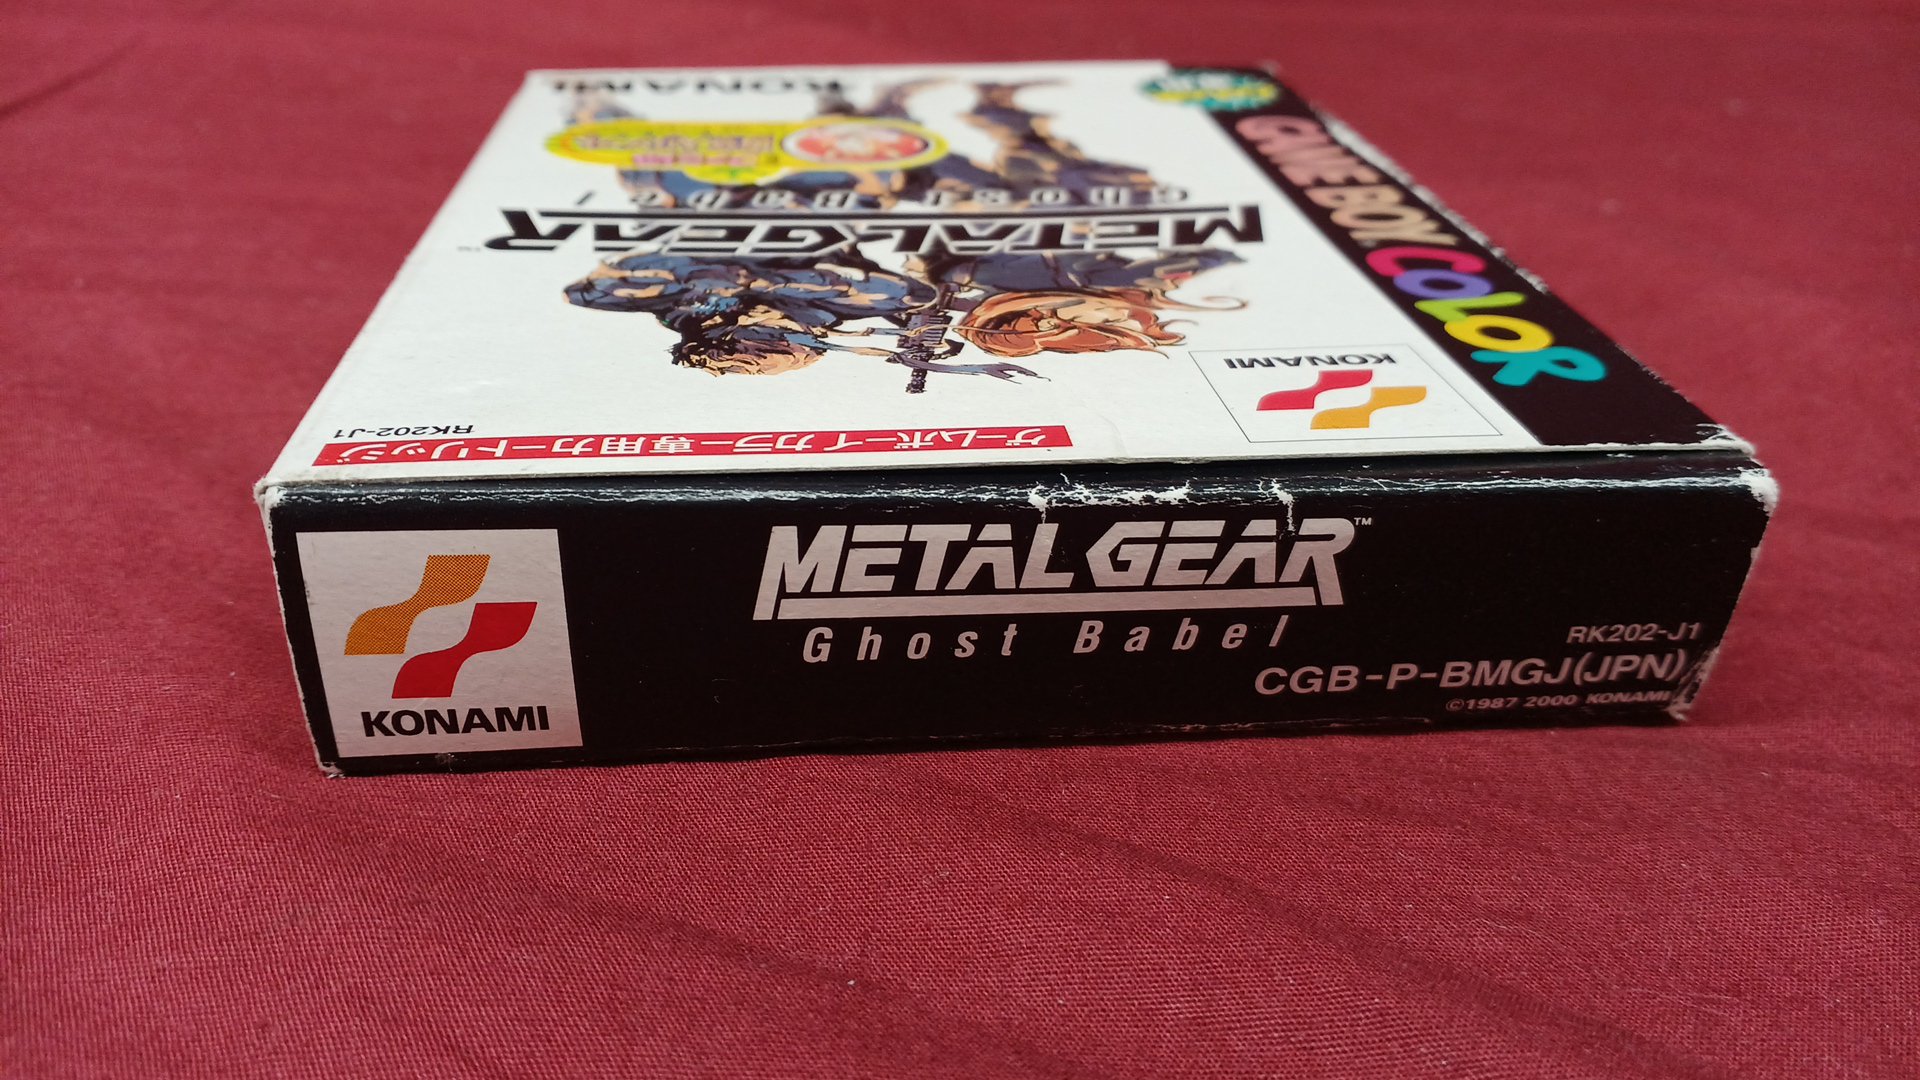 KONAMI
Ghost Babel
METAL GEAR
GAME BOY COLOR
KONAMI
RK202-J1
ゲームボーイカラー専用カートリッジ
KONAMI
METAL GEAR™
Ghost Babel
RK202-J1
CGB-P-BMGJ(JPN)
©1987 2000 KONAMI